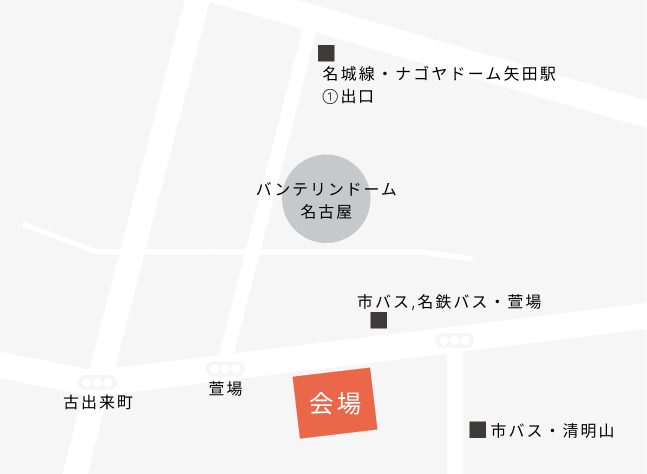 名城線・ナゴヤドーム矢田駅
①出口
バンテリンドーム
名古屋
市バス,名鉄バス・萱場
萱場
古出来町
会場
市バス・清明山